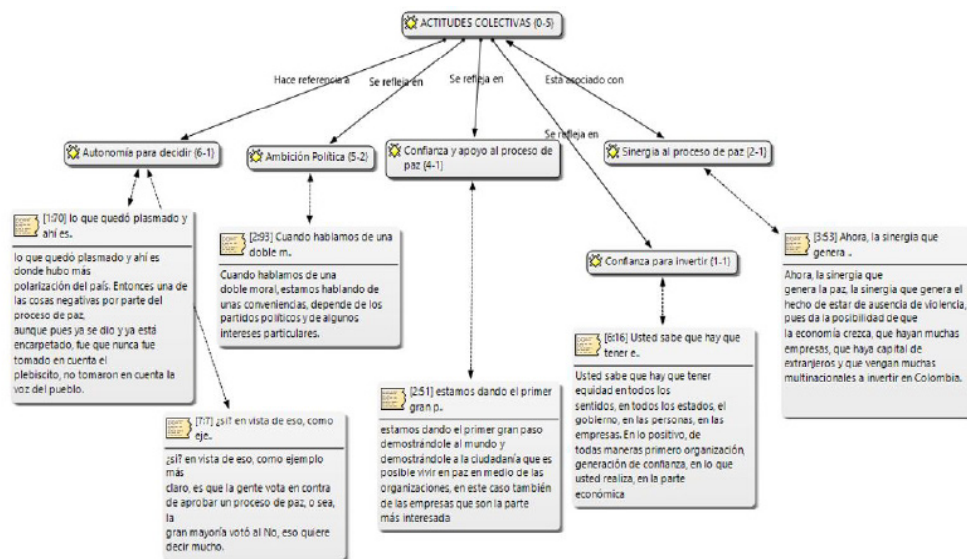 ACTITUDES COLECTIVAS {0-5}
Hace referencia a
Se refleja en
Se refleja en
Esta asociado con
Se refleja en
Autonomía para decidir {6-1}
Ambición Política {5-2}
Confianza y apoyo al proceso de
paz {4-1}
Sinergia al proceso de paz {2-1}
Confianza para invertir {1-1}
[1:70] lo que quedó plasmado y
ahí es..
lo que quedó plasmado y ahí es
donde hubo más
polarización del país. Entonces una de
las cosas negativas por parte del
proceso de paz,
aunque pues ya se dio y ya está
encarpetado, fue que nunca fue
tomado en cuenta el
plebiscito, no tomaron en cuenta la
voz del pueblo.
[2:93] Cuando hablamos de una
doble m..
Cuando hablamos de una
doble moral, estamos hablando de
unas conveniencias, depende de los
partidos políticos y de algunos
intereses particulares.
[3:53] Ahora, la sinergia que
genera ..
Ahora, la sinergia que
genera la paz, la sinergia que genera el
hecho de estar de ausencia de violencia,
pues da la posibilidad de que
la economía crezca, que hayan muchas
empresas, que haya capital de
extranjeros y que vengan muchas
multinacionales a invertir en Colombia.
[6:16] Usted sabe que hay que
tener e..
Usted sabe que hay que tener
equidad en todos los
sentidos, en todos los estados, el
gobierno, en las personas, en las
empresas. En lo positivo, de
todas maneras primero organización,
generación de confianza, en lo que
usted realiza, en la parte
económica
[2:51] estamos dando el primer
gran p..
estamos dando el primer gran paso
demostrándole al mundo y
demostrándole a la ciudadanía que es
posible vivir en paz en medio de las
organizaciones, en este caso también
de las empresas que son la parte
más interesada
[7:7] ¿si? en vista de eso, como
eje..
¿si? en vista de eso, como ejemplo
más
claro, es que la gente vota en contra
de aprobar un proceso de paz, o sea,
la
gran mayoría votó al No, eso quiere
decir mucho.